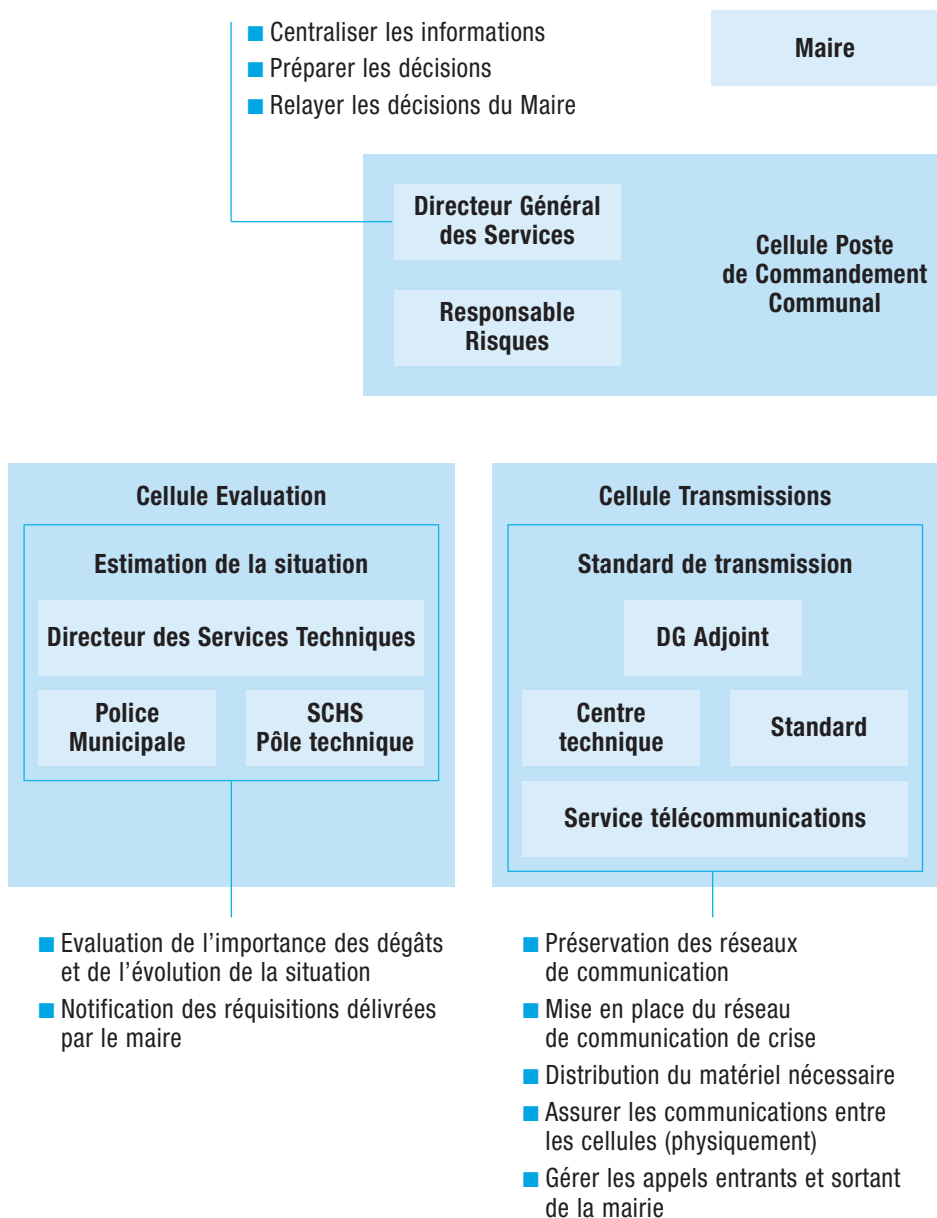 ■ Centraliser les informations
■ Préparer les décisions
■ Relayer les décisions du Maire
Maire
Directeur Général
des Services
Responsable
Risques
Cellule Poste
de Commandement
Communal
Cellule Evaluation
Estimation de la situation
Directeur des Services Techniques
Police
Municipale
SCHS
Pôle technique
■ Evaluation de l’importance des dégâts
et de l’évolution de la situation
■ Notification des réquisitions délivrées
par le maire
Cellule Transmissions
Standard de transmission
DG Adjoint
Centre
technique
Standard
Service télécommunications
■ Préservation des réseaux
de communication
■ Mise en place du réseau
de communication de crise
■ Distribution du matériel nécessaire
■ Assurer les communications entre
les cellules (physiquement)
■ Gérer les appels entrants et sortant
de la mairie